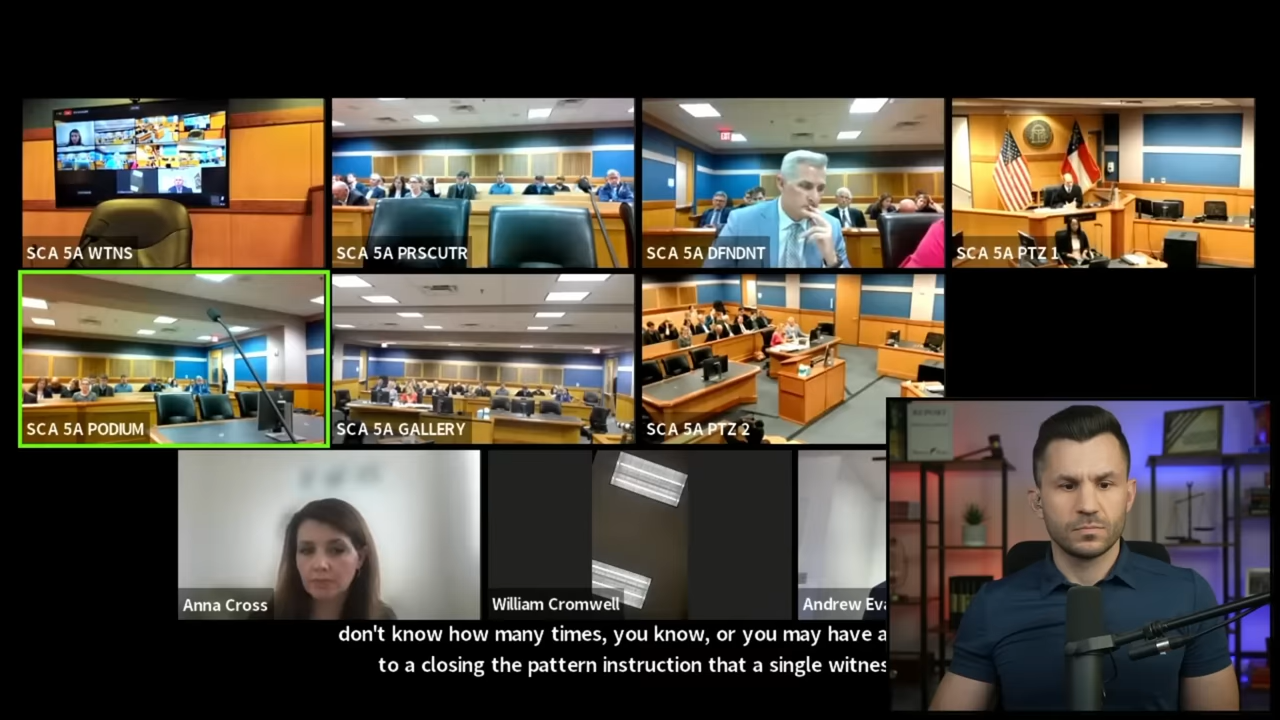 SCA 5A WTNS
SCA 5A PRSCUTR
SCA 5A DFNDNT
SCA 5A PTZ 1
SCA 5A PODIUM
SCA 5A GALLERY
SCA 5A PTZ 2
Anna Cross
William Cromwell
Andrew Eva
don't know how many times, you know, or you may have a
to a closing the pattern instruction that a single witnes